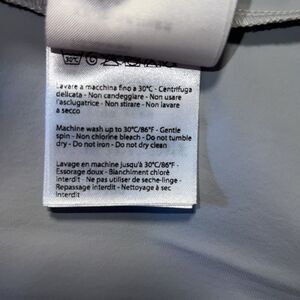 30°C
Lavare a macchina fino a 30°C - Centrifuga
delicata - Non candeggiare - Non usare
l'asciugatrice - Non stirare - Non lavare
a secco
Machine wash up to 30°C/86°F - Gentle
spin - Non chlorine bleach - Do not tumble
dry - Do not iron - Do not dry clean
Lavage en machine jusqu'à 30°C/86°F -
Essorage doux - Blanchiment chloré
interdit - Ne pas utiliser de seche-linge -
Repassage interdit - Nettoyage à sec
interdit